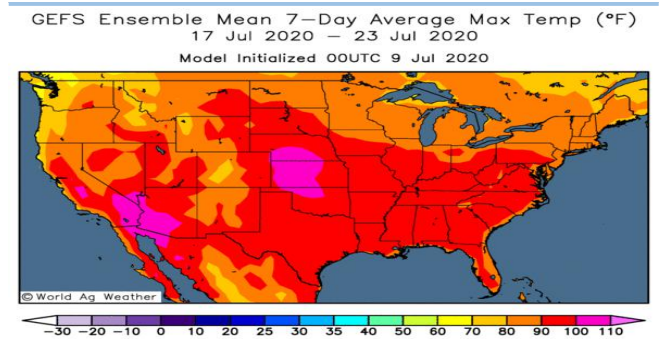 GEFS Ensemble Mean 7-Day Average Max Temp (°F)
17 Jul 2020 - 23 Jul 2020
Model Initialized 00UTC 9 Jul 2020
© World Ag Weather
-30 -20 -10 0 10 20 25 30 35 40 50 60 70 80 90 100 110